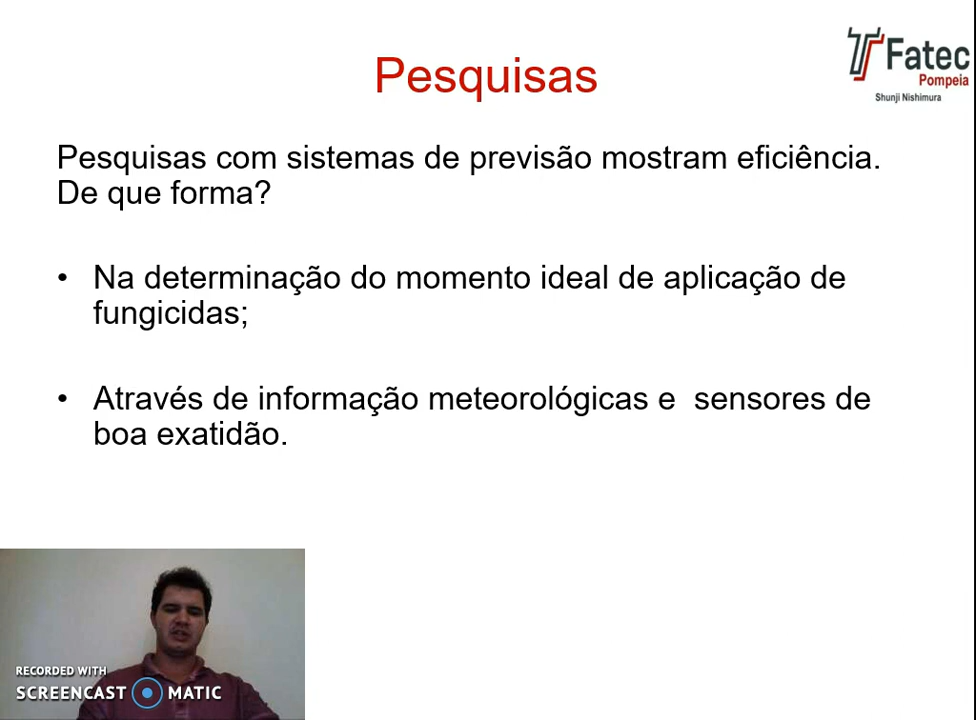 Pesquisas
Fatec
Pompeia
Shunji Nishimura
Pesquisas com sistemas de previsão mostram eficiência.
De que forma?
• Na determinação do momento ideal de aplicação de
fungicidas;
• Através de informação meteorológicas e  sensores de
boa exatidão.
RECORDED WITH
SCREENCAST MATIC